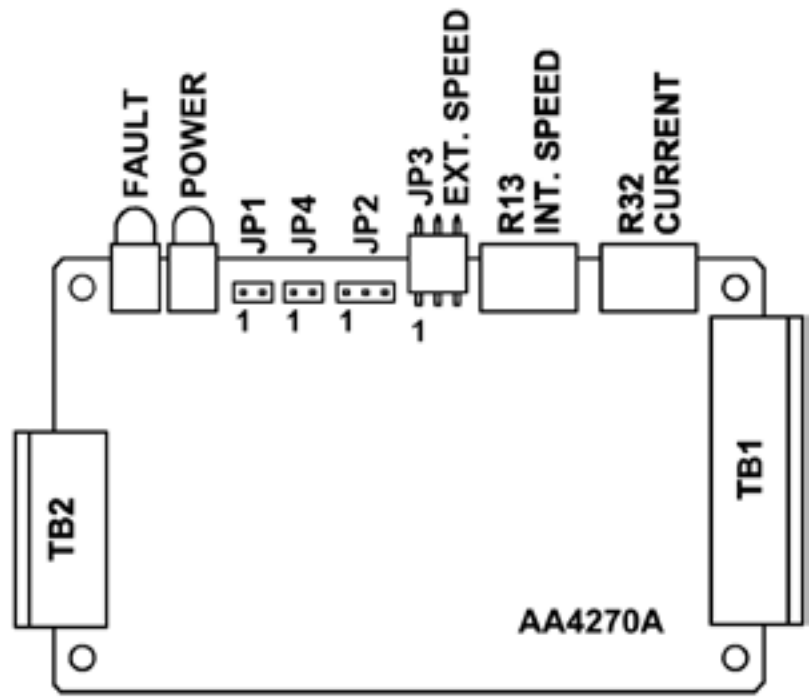 FAULT
POWER
JP1
JP4
JP2
JP3
EXT. SPEED
R13
INT. SPEED
R32
CURRENT
1
1
1
1
TB2
TB1
AA4270A